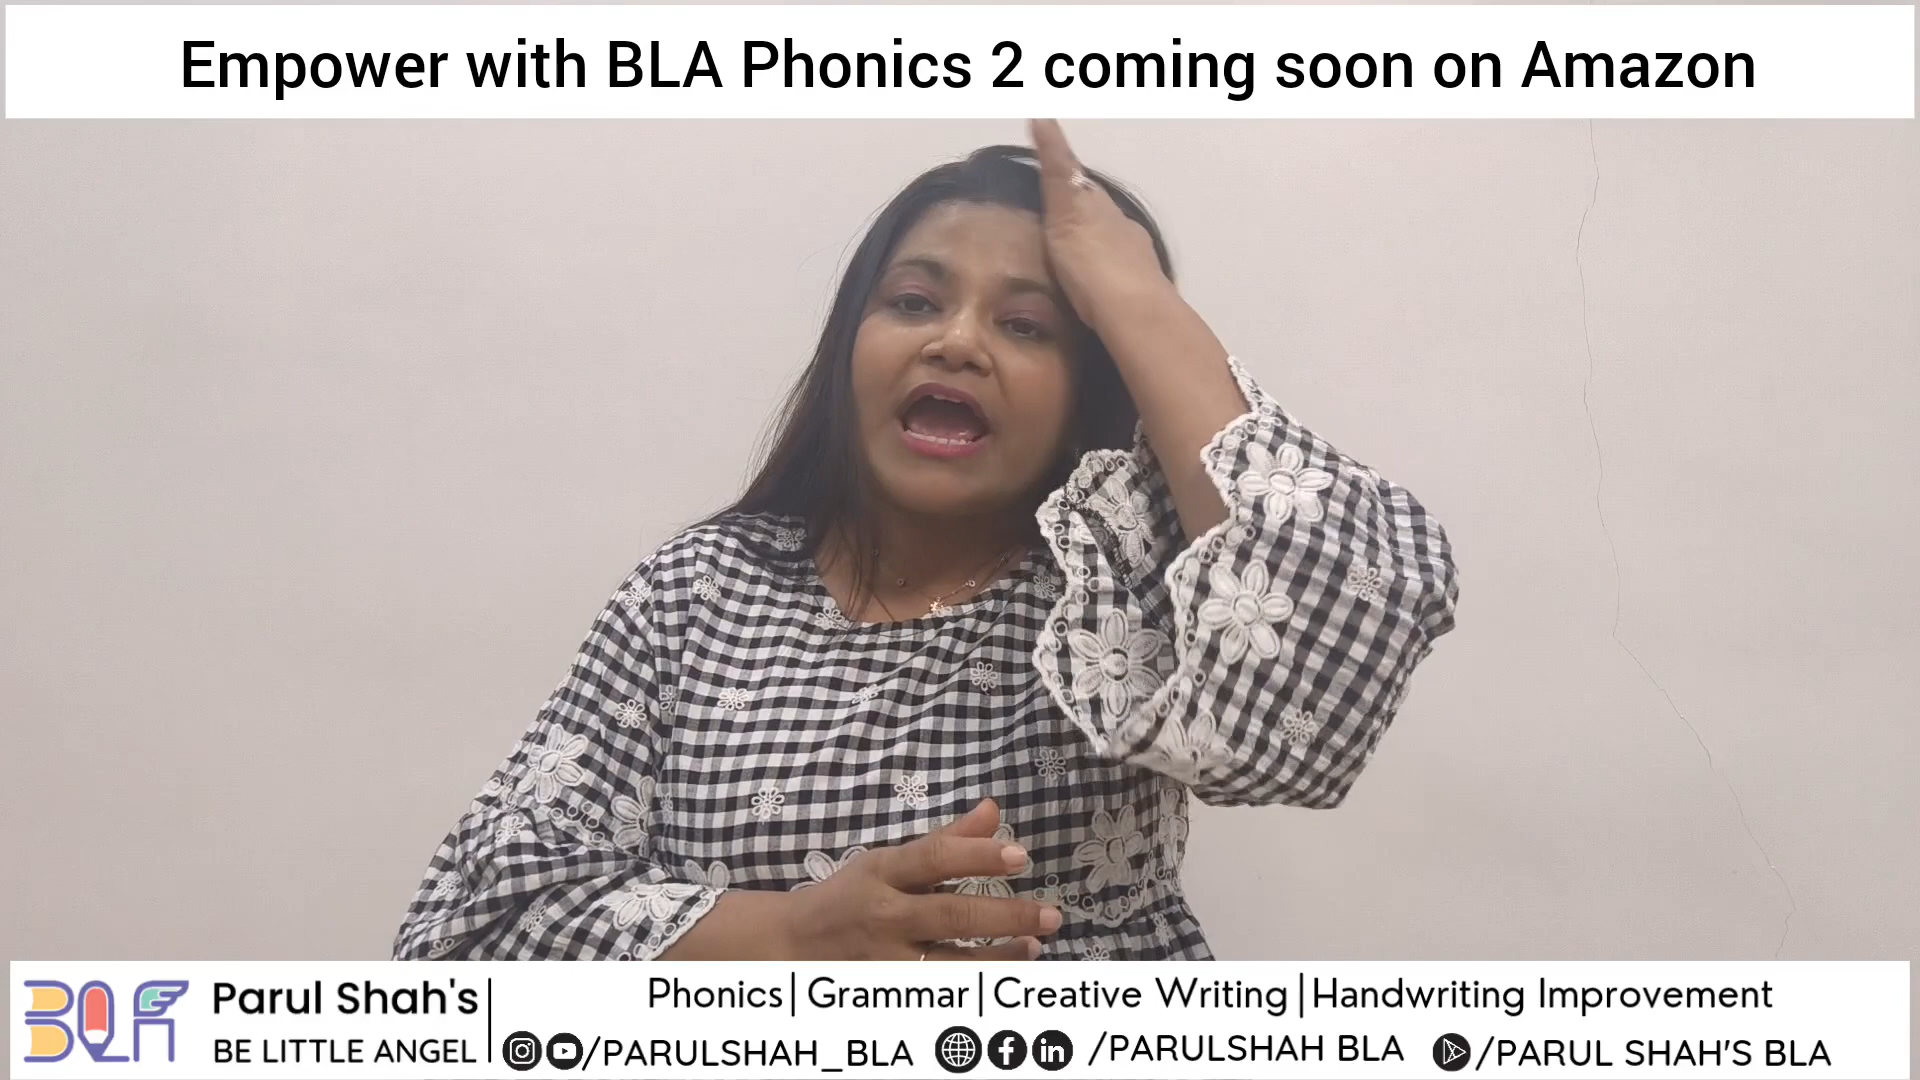 Empower with BLA Phonics 2 coming soon on Amazon
BLA
Parul Shah's
BE LITTLE ANGEL
Phonics|Grammar|Creative Writing|Handwriting Improvement
/PARULSHAH_BLA
/PARULSHAH BLA
/PARUL SHAH'S BLA